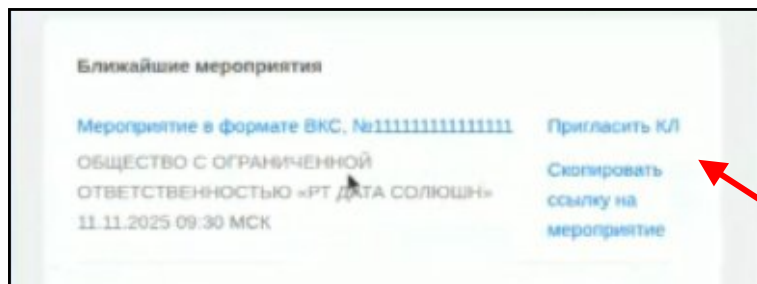 Ближайшие мероприятия
Мероприятие в формате ВКС, №111111111111111
Пригласить КЛ
ОБЩЕСТВО С ОГРАНИЧЕННОЙ
ОТВЕТСТВЕННОСТЬЮ «РТ ДАТА СОЛЮШН»
11.11.2025 09:30 МСК
Скопировать
ссылку на
мероприятие